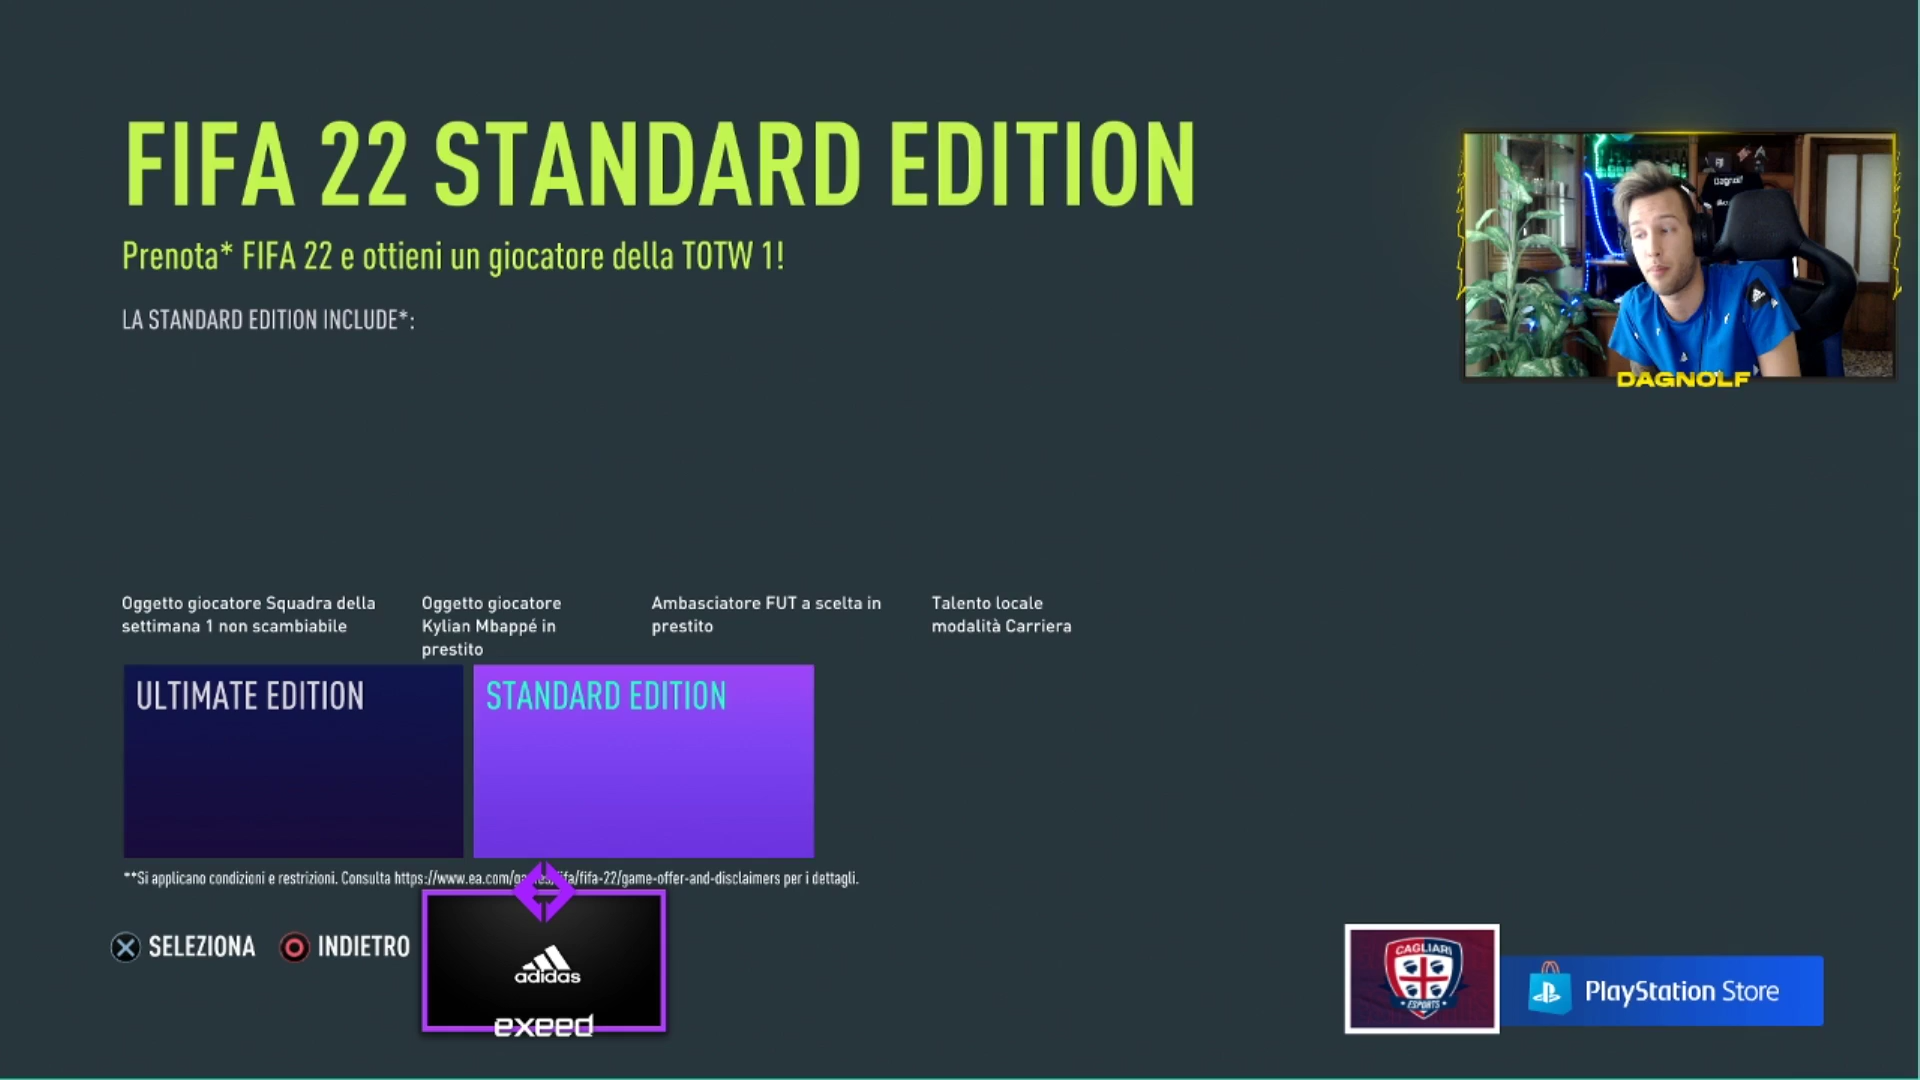 FIFA 22 STANDARD EDITION
Prenota* FIFA 22 e ottieni un giocatore della TOTW 1!
LA STANDARD EDITION INCLUDE*:
Dagnolf
DAGNOLF
Oggetto giocatore Squadra della
settimana 1 non scambiabile
Oggetto giocatore
Kylian Mbappé in
prestito
Ambasciatore FUT a scelta in
prestito
Talento locale
modalità Carriera
ULTIMATE EDITION
STANDARD EDITION
**Si applicano condizioni e restrizioni. Consulta https://www.ea.com/games/fifa/fifa-22/game-offer-and-disclaimers per i dettagli.
SELEZIONA
INDIETRO
adidas
exeed
CAGLIARI
ESPORTS
PlayStation Store